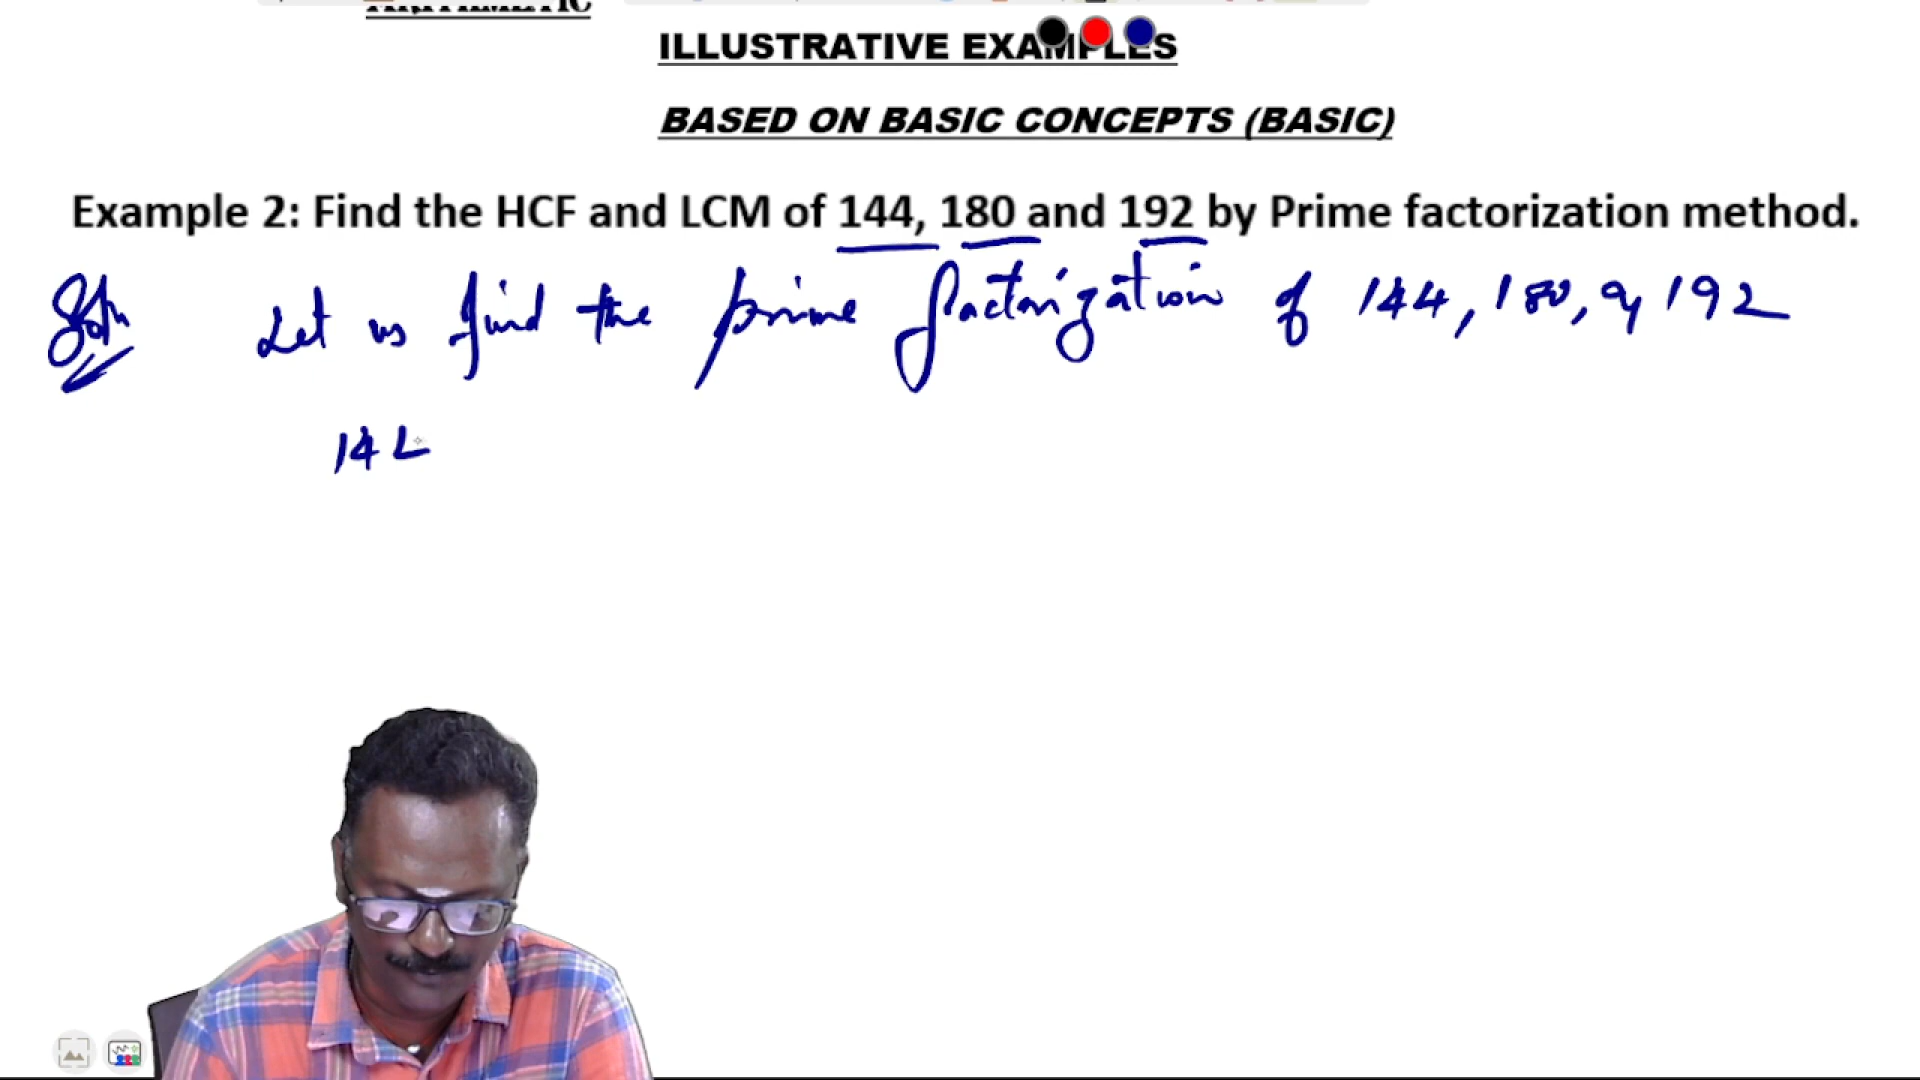 ILLUSTRATIVE EXAMPLES
BASED ON BASIC CONCEPTS (BASIC)
Example 2: Find the HCF and LCM of 144, 180 and 192 by Prime factorization method.
Soln Let us find the prime factorization of 144, 180, & 192
14